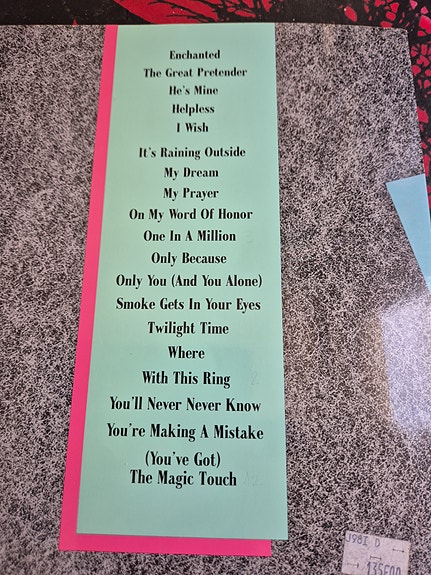 Enchanted
The Great Pretender
He's Mine
Helpless
I Wish
It's Raining Outside
My Dream
My Prayer
On My Word Of Honor
One In A Million
Only Because
Only You (And You Alone)
Smoke Gets In Your Eyes
Twilight Time
Where
With This Ring
You'll Never Never Know
You're Making A Mistake
(You've Got)
The Magic Touch